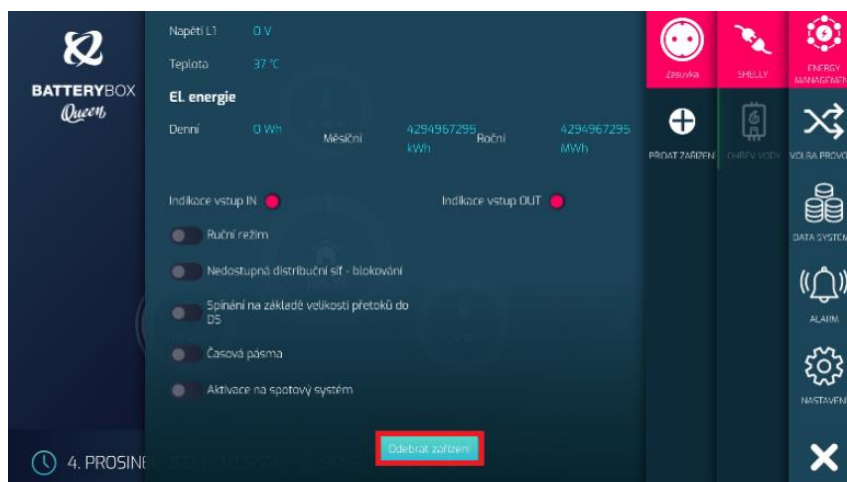 BATTERYBOX
Queen
Napětí L1 0 V
Teplota 37 °C
El. energie
Denní 0 Wh Měsíční 4294967295 kWh Roční 4294967295 MWh
Indikace vstup IN Indikace vstup OUT
Ruční režim
Nedostupná distribuční síť - blokování
Spínání na základě velikosti přetoků do
DS
Časová pásma
Aktivace na spotový systém
Odebrat zařízení
4. PROSINE
Zásuvka
PŘIDAT ZAŘÍZENÍ
SHELLY
OHŘEV VODY
ENERGY
MANAGEMEN
VOLBA PROVO
DATA SYSTÉM
ALARM
NASTAVENÍ